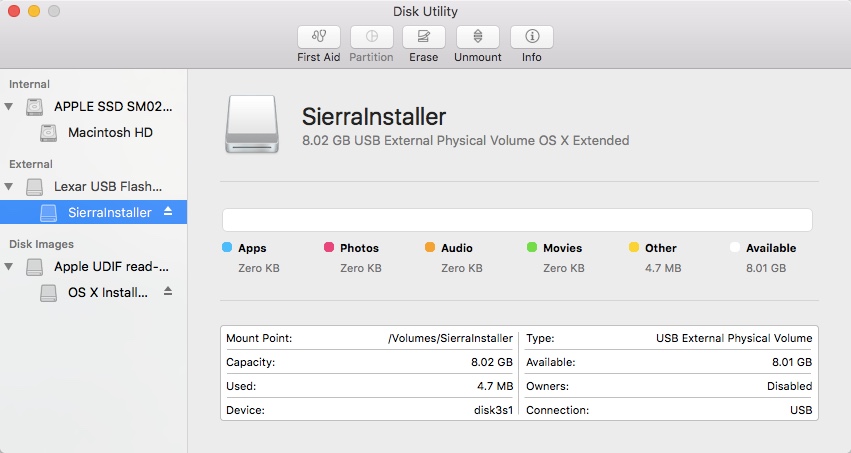 Disk Utility
First Aid Partition Erase Unmount Info
Internal
APPLE SSD SM02...
Macintosh HD
External
Lexar USB Flash...
SierraInstaller
Disk Images
Apple UDIF read-...
OS X Install...
SierraInstaller
8.02 GB USB External Physical Volume OS X Extended
Apps Photos Audio Movies Other Available
Zero KB Zero KB Zero KB Zero KB 4.7 MB 8.01 GB
Mount Point: /Volumes/SierraInstaller Type: USB External Physical Volume
Capacity: 8.02 GB Available: 8.01 GB
Used: 4.7 MB Owners: Disabled
Device: disk3s1 Connection: USB